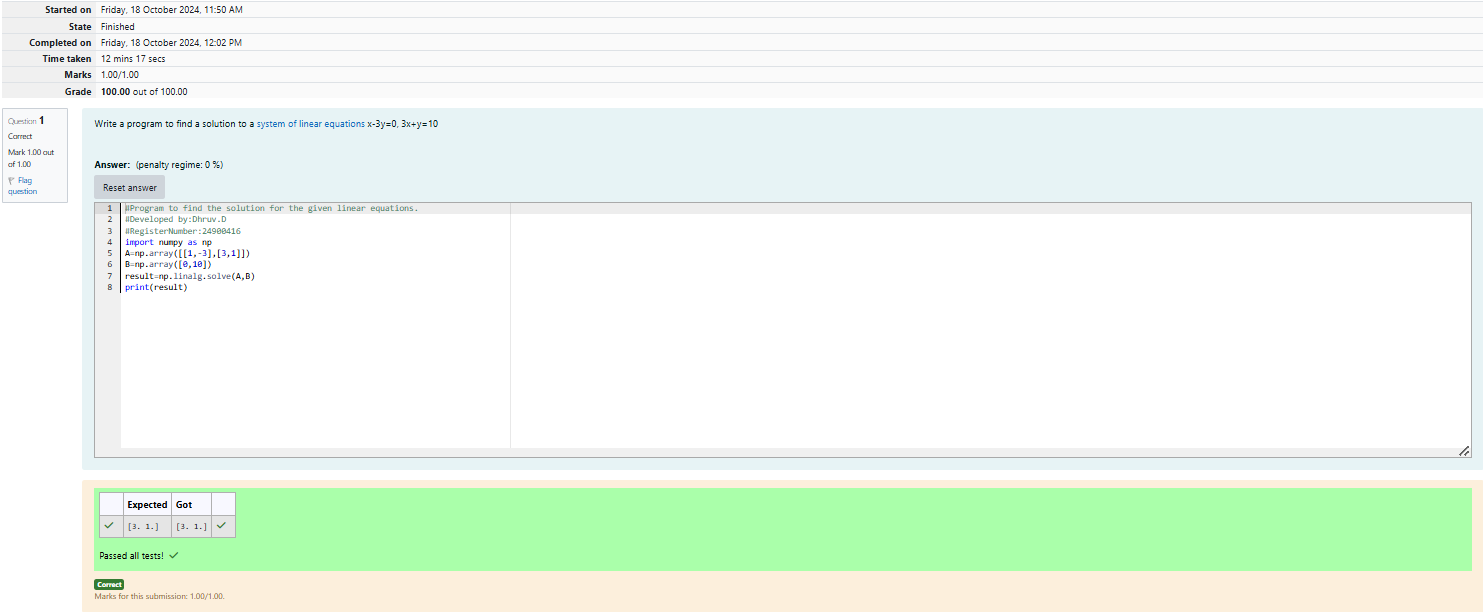 Started on Friday, 18 October 2024, 11:50 AM
State Finished
Completed on Friday, 18 October 2024, 12:02 PM
Time taken 12 mins 17 secs
Marks 1.00/1.00
Grade 100.00 out of 100.00
Question 1
Correct
Mark 1.00 out
of 1.00
Flag
question
Write a program to find a solution to a system of linear equations x-3y=0, 3x+y=10
Answer: (penalty regime: 0 %)
Reset answer
1 #Program to find the solution for the given linear equations.
2 #Developed by:Dhruv.D
3 #RegisterNumber:24900416
4 import numpy as np
5 A=np.array([[1,-3],[3,1]])
6 B=np.array([0,10])
7 result=np.linalg.solve(A,B)
8 print(result)
Expected Got
[3. 1.] [3. 1.]
Passed all tests!
Correct
Marks for this submission: 1.00/1.00.